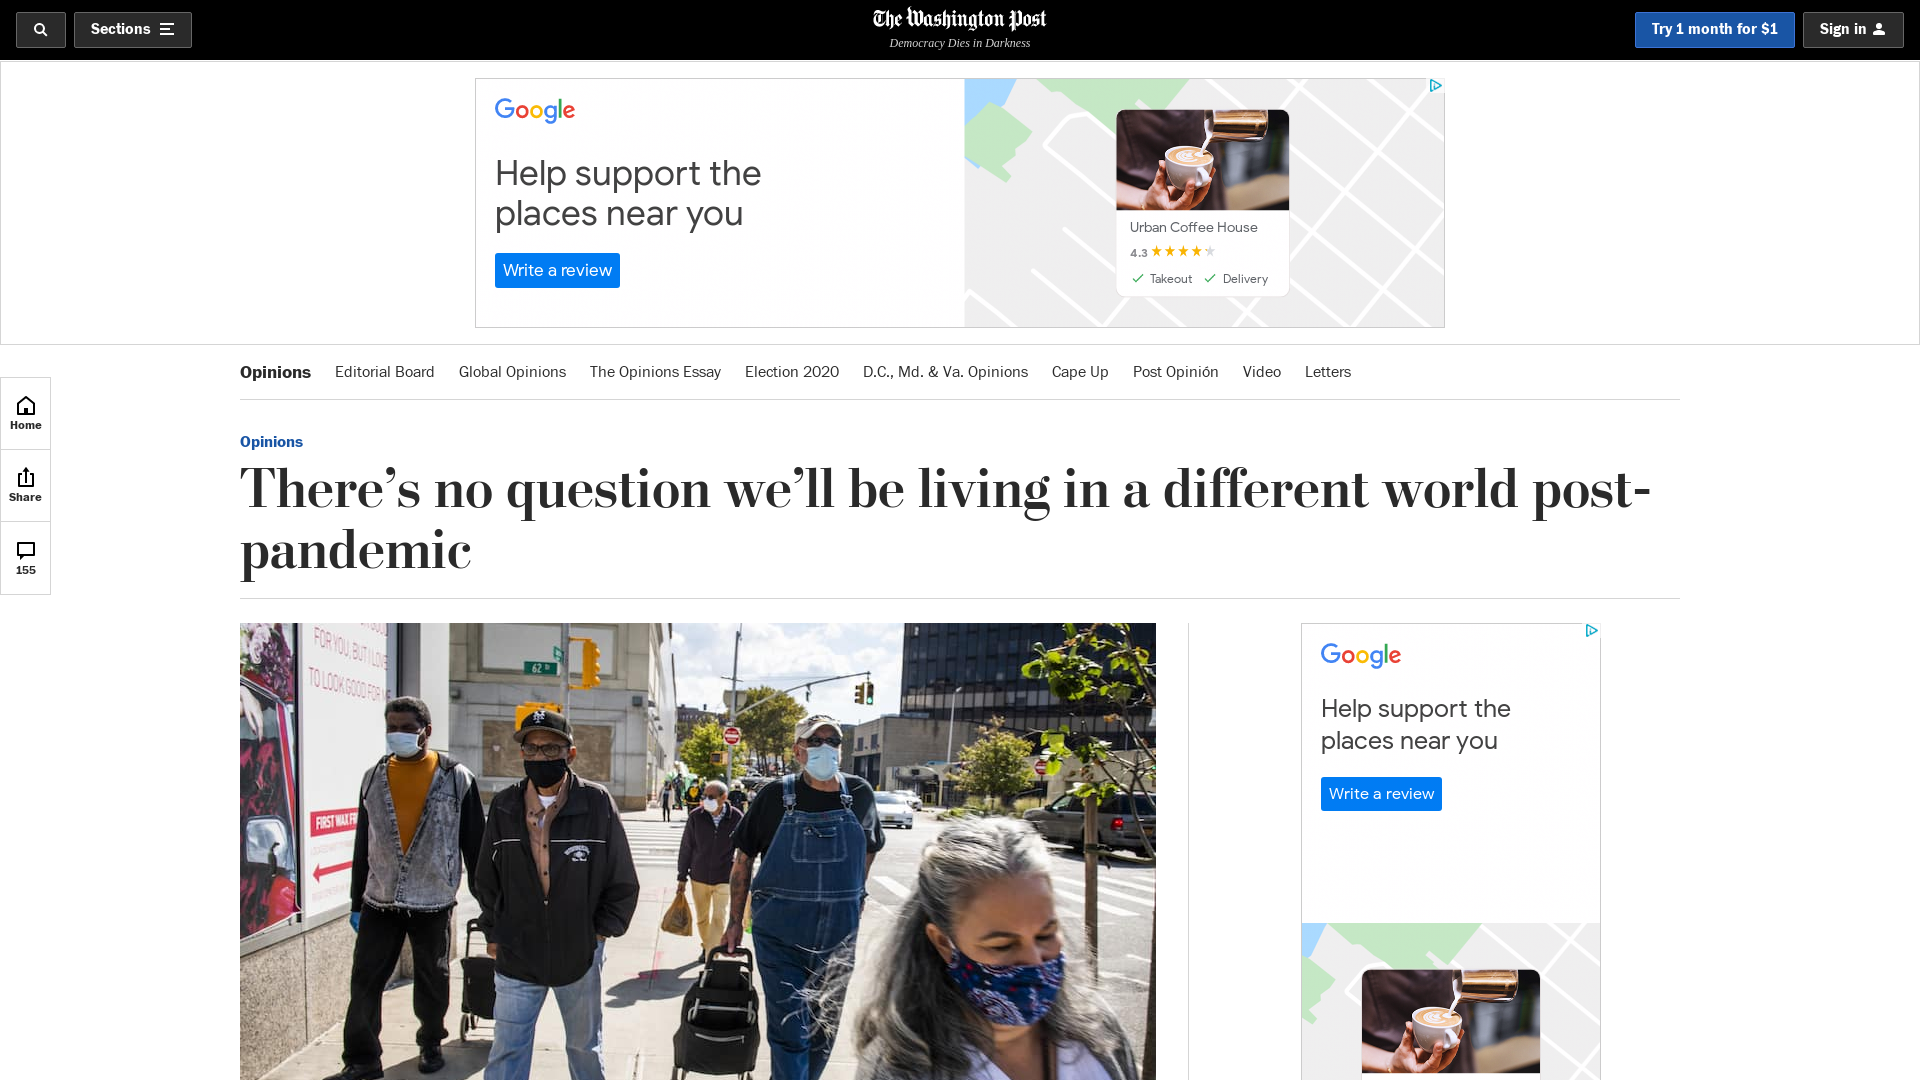 Sections
The Washington Post
Democracy Dies in Darkness
Try 1 month for $1
Sign in
Google
Help support the
places near you
Write a review
Urban Coffee House
4.3
Takeout Delivery
Opinions Editorial Board Global Opinions The Opinions Essay Election 2020 D.C., Md. & Va. Opinions Cape Up Post Opinión Video Letters
Home
Share
155
Opinions
There’s no question we’ll be living in a different world post-
pandemic
FOR YOU, BUT I LOVE
TO LOOK GOOD FOR ME
62
FIRST WAX FR
Google
Help support the
places near you
Write a review